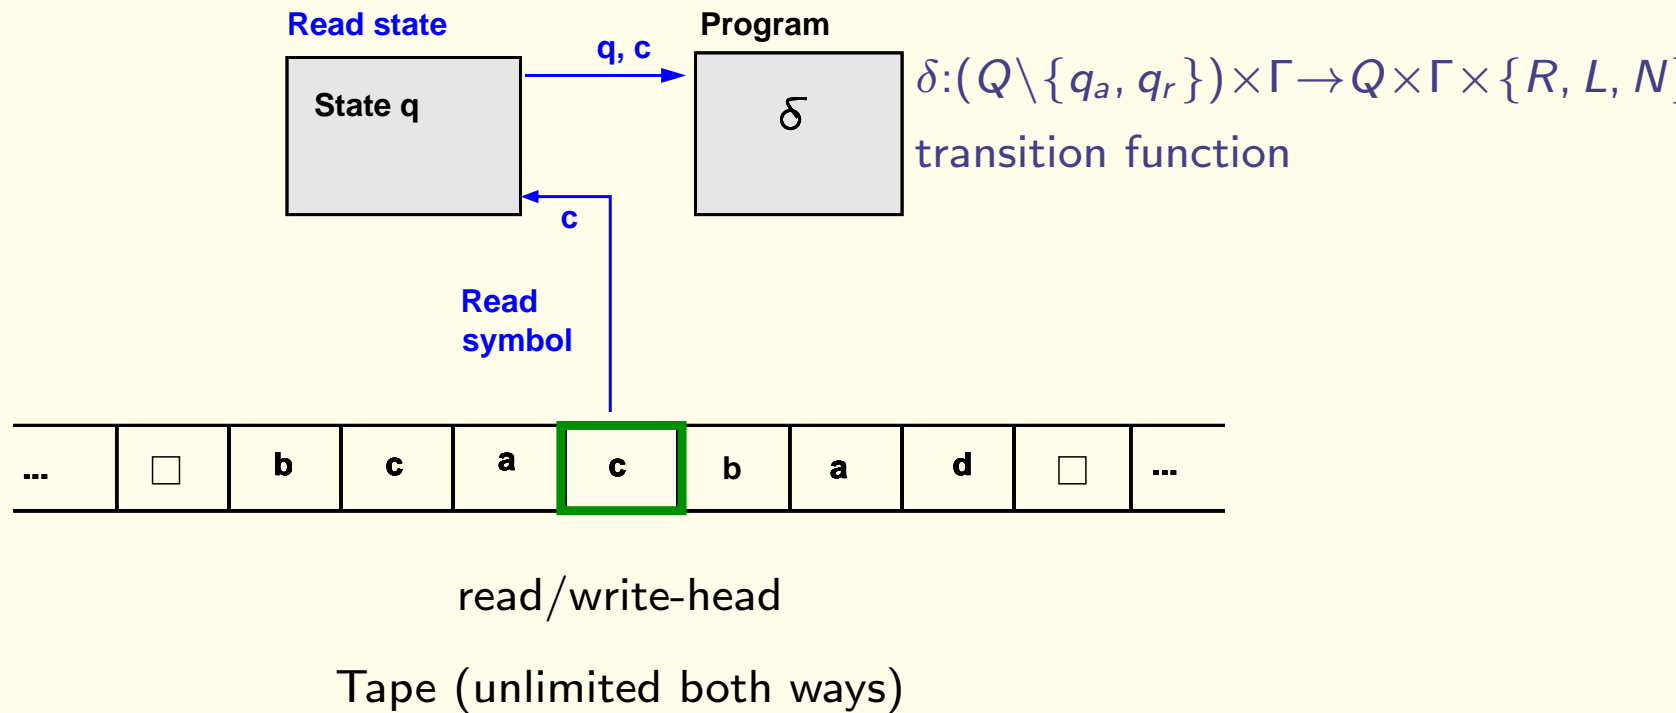 Read state
Program
q, c
State q
δ
δ:(Q\{qₐ, qᵣ})×Γ→Q×Γ×{R, L, N}
transition function
c
Read
symbol
... □ b c a c b a d □ ...
read/write-head
Tape (unlimited both ways)